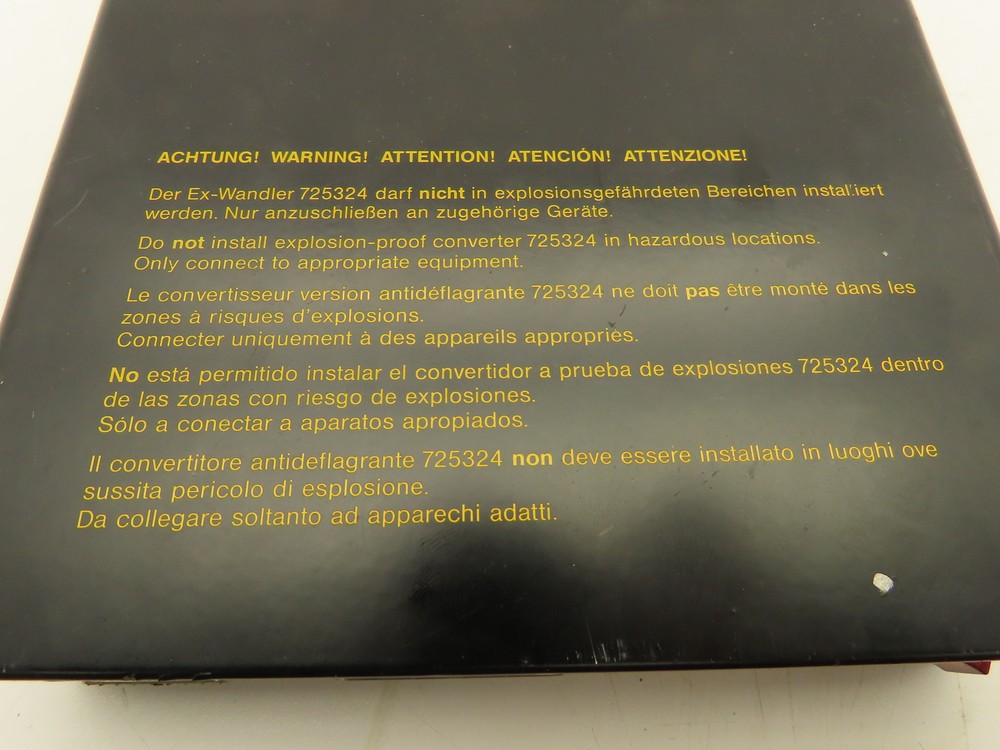 ACHTUNG! WARNING! ATTENTION! ATENCIÓN! ATTENZIONE!
Der Ex-Wandler 725324 darf nicht in explosionsgefährdeten Bereichen installiert
werden. Nur anzuschließen an zugehörige Geräte.
Do not install explosion-proof converter 725324 in hazardous locations.
Only connect to appropriate equipment.
Le convertisseur version antidéflagrante 725324 ne doit pas être monté dans les
zones à risques d'explosions.
Connecter uniquement à des appareils appropriés.
No está permitido instalar el convertidor a prueba de explosiones 725324 dentro
de las zonas con riesgo de explosiones.
Sólo a conectar a aparatos apropiados.
Il convertitore antideflagrante 725324 non deve essere installato in luoghi ove
sussita pericolo di esplosione.
Da collegare soltanto ad apparechi adatti.